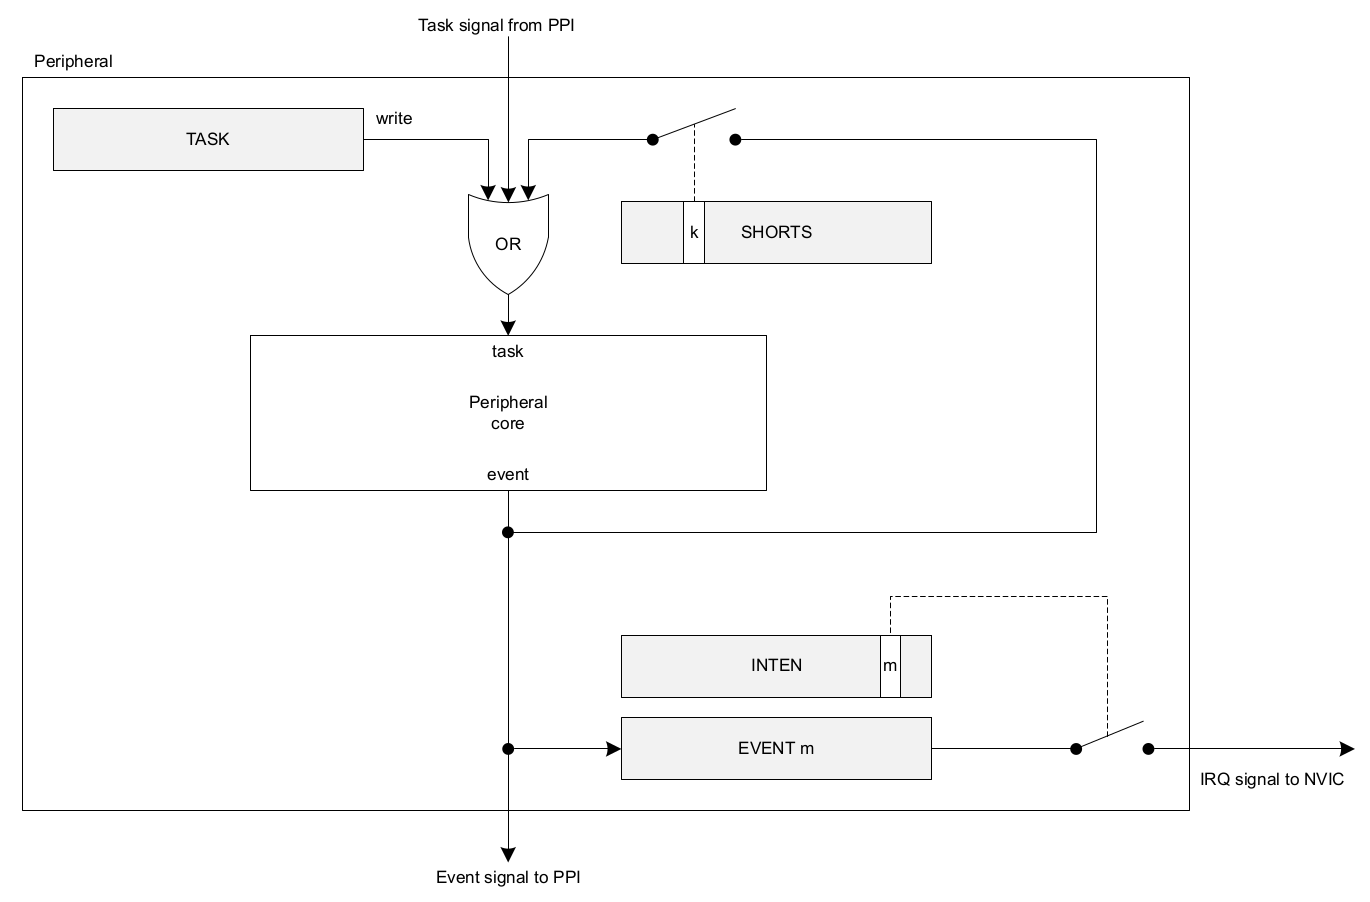 Task signal from PPI
Peripheral
write
TASK
k
SHORTS
OR
task
Peripheral
core
event
INTEN
m
EVENT m
IRQ signal to NVIC
Event signal to PPI